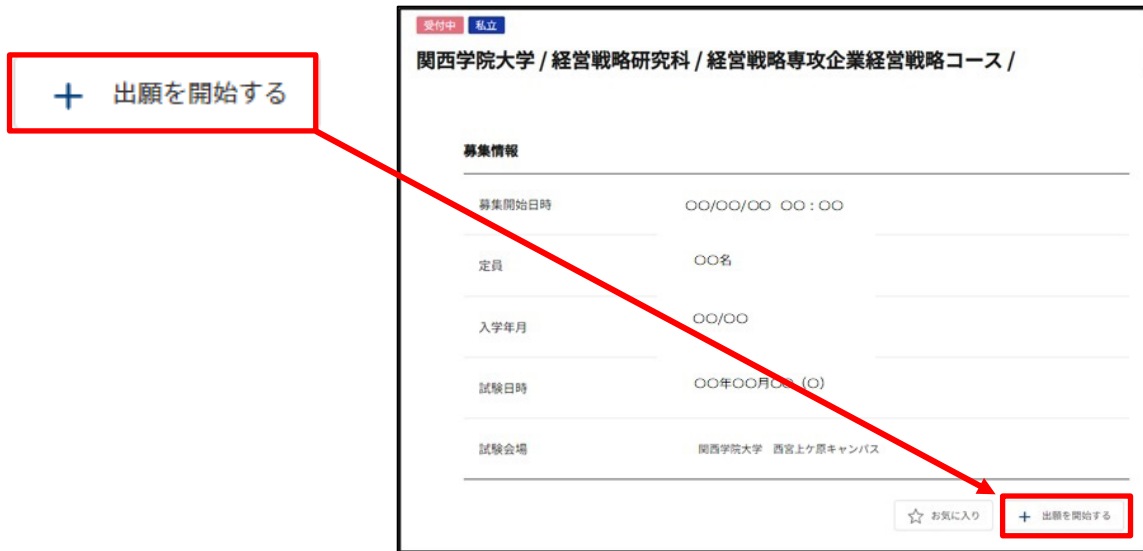 受付中 私立
関西学院大学 / 経営戦略研究科 / 経営戦略専攻企業経営戦略コース /
+ 出願を開始する
募集情報
募集開始日時 〇〇/〇〇/〇〇 〇〇:〇〇
定員 〇〇名
入学年月 〇〇/〇〇
試験日時 〇〇年〇〇月〇〇 (〇)
試験会場 関西学院大学 西宮上ケ原キャンパス
☆ お気に入り + 出願を開始する